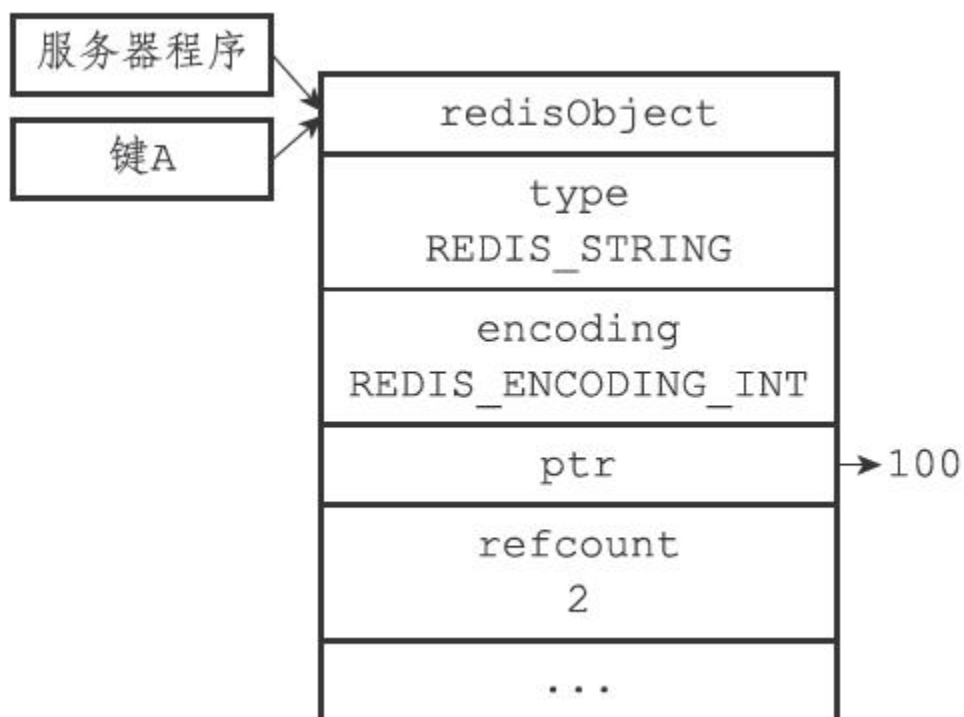 服务器程序
键A
redisObject
type
REDIS_STRING
encoding
REDIS_ENCODING_INT
ptr
100
refcount
2
...